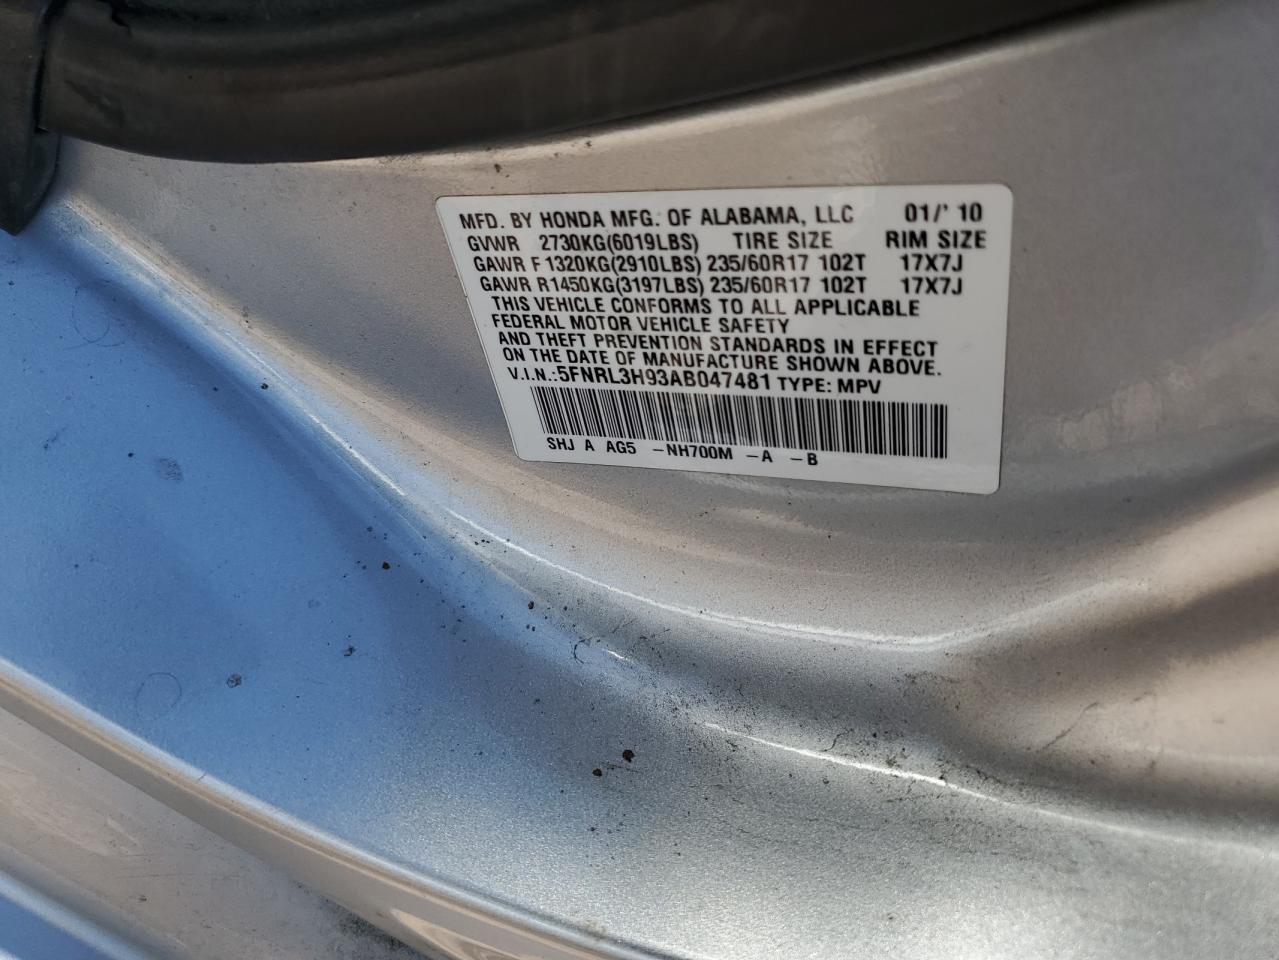 MFD. BY HONDA MFG. OF ALABAMA, LLC 01/' 10
GVWR 2730KG(6019LBS) TIRE SIZE RIM SIZE
GAWR F 1320KG(2910LBS) 235/60R17 102T 17X7J
GAWR R1450KG(3197LBS) 235/60R17 102T 17X7J
THIS VEHICLE CONFORMS TO ALL APPLICABLE
FEDERAL MOTOR VEHICLE SAFETY
AND THEFT PREVENTION STANDARDS IN EFFECT
ON THE DATE OF MANUFACTURE SHOWN ABOVE.
V.I.N.:5FNRL3H93AB047481 TYPE: MPV
SHJ A AG5 -NH700M -A -B